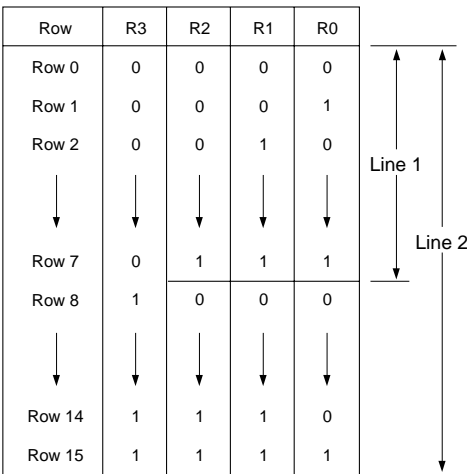 Row R3 R2 R1 R0
Row 0 0 0 0 0
Row 1 0 0 0 1
Row 2 0 0 1 0
Line 1
Line 2
Row 7 0 1 1 1
Row 8 1 0 0 0
Row 14 1 1 1 0
Row 15 1 1 1 1